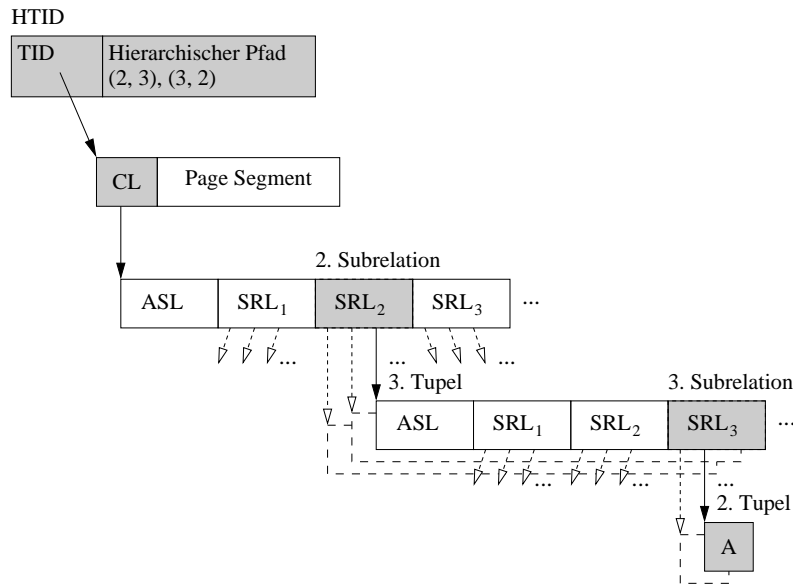 HTID
TID
Hierarchischer Pfad
(2, 3), (3, 2)
CL
Page Segment
2. Subrelation
ASL
SRL₁
SRL₂
SRL₃
...
...
...
...
3. Tupel
3. Subrelation
ASL
SRL₁
SRL₂
SRL₃
...
...
...
...
2. Tupel
A